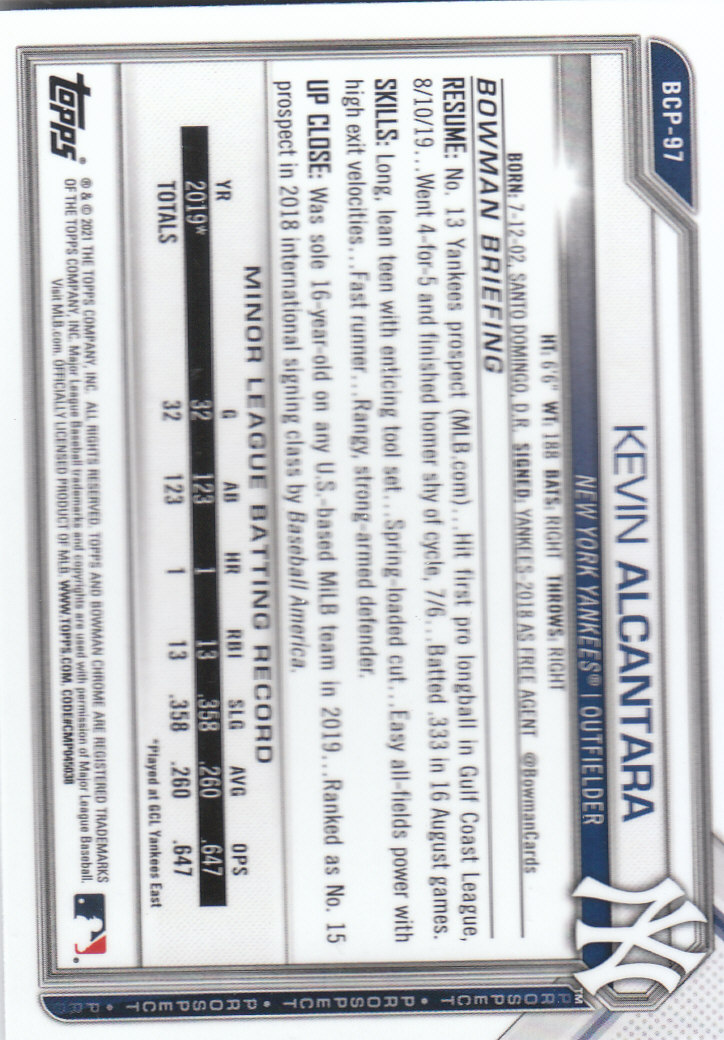 BCP-97
KEVIN ALCANTARA
NEW YORK YANKEES® | OUTFIELDER
HT: 6'6" WT: 188 BATS: RIGHT THROWS: RIGHT
BORN: 7-12-02, SANTO DOMINGO, D.R. SIGNED: YANKEES-2018 AS FREE AGENT @BowmanCards
BOWMAN BRIEFING
RESUME: No. 13 Yankees prospect (MLB.com)...Hit first pro longball in Gulf Coast League,
8/10/19...Went 4-for-5 and finished homer shy of cycle, 7/6...Batted .333 in 16 August games.
SKILLS: Long, lean teen with enticing tool set...Spring-loaded cut...Easy all-fields power with
high exit velocities...Fast runner...Rangy, strong-armed defender.
UP CLOSE: Was sole 16-year-old on any U.S.-based MiLB team in 2019...Ranked as No. 15
prospect in 2018 international signing class by Baseball America.
MINOR LEAGUE BATTING RECORD
YR G AB HR RBI SLG AVG OPS
2019* 32 123 1 13 .358 .260 .647
TOTALS 32 123 1 13 .358 .260 .647
*Played at GCL Yankees East
topps®
® & © 2021 THE TOPPS COMPANY, INC. ALL RIGHTS RESERVED. TOPPS AND BOWMAN CHROME ARE REGISTERED TRADEMARKS
OF THE TOPPS COMPANY, INC. Major League Baseball trademarks and copyrights are used with permission of Major League Baseball.
Visit MLB.com. OFFICIALLY LICENSED PRODUCT OF MLB. WWW.TOPPS.COM. CODE#CMP045038
NY
TM
PROSPECT • PROSPECT • PROSPECT • PR